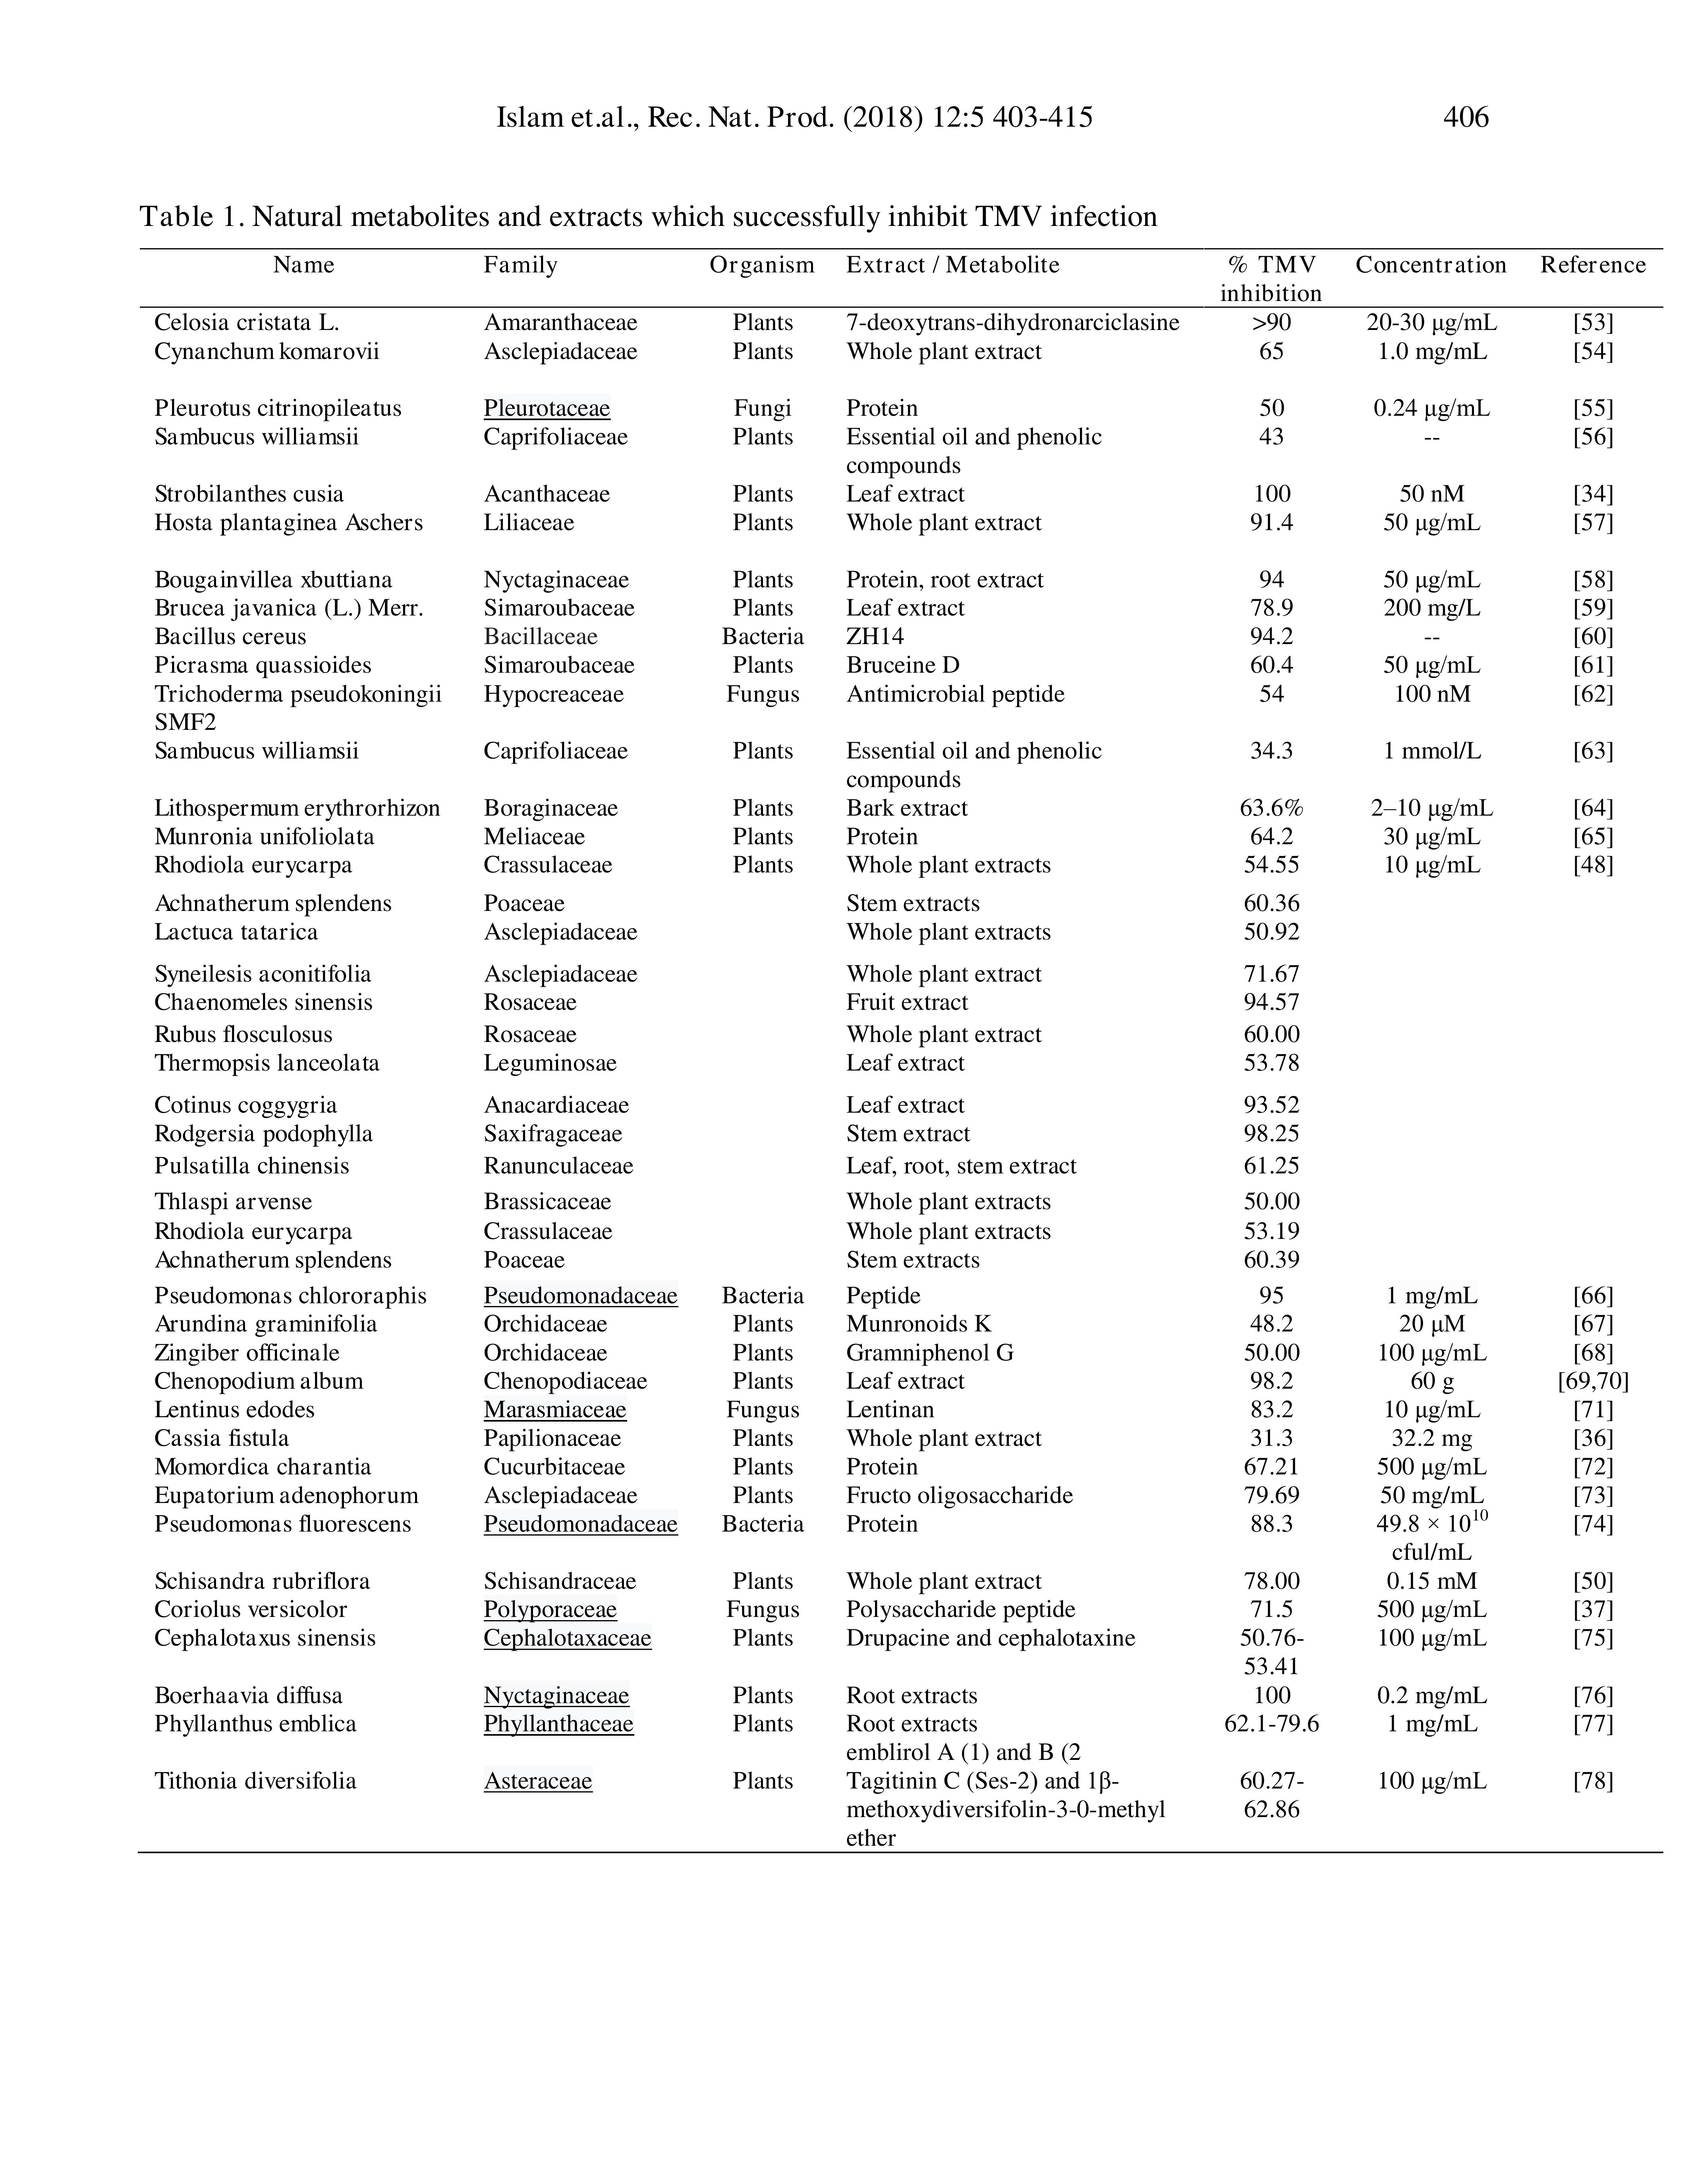 Islam et.al., Rec. Nat. Prod. (2018) 12:5 403-415 406
Table 1. Natural metabolites and extracts which successfully inhibit TMV infection
Name Family Organism Extract / Metabolite % TMV Concentration Reference
inhibition
Celosia cristata L. Amaranthaceae Plants 7-deoxytrans-dihydronarciclasine >90 20-30 µg/mL [53]
Cynanchum komarovii Asclepiadaceae Plants Whole plant extract 65 1.0 mg/mL [54]
Pleurotus citrinopileatus Pleurotaceae Fungi Protein 50 0.24 µg/mL [55]
Sambucus williamsii Caprifoliaceae Plants Essential oil and phenolic 43 -- [56]
compounds
Strobilanthes cusia Acanthaceae Plants Leaf extract 100 50 nM [34]
Hosta plantaginea Aschers Liliaceae Plants Whole plant extract 91.4 50 µg/mL [57]
Bougainvillea xbuttiana Nyctaginaceae Plants Protein, root extract 94 50 µg/mL [58]
Brucea javanica (L.) Merr. Simaroubaceae Plants Leaf extract 78.9 200 mg/L [59]
Bacillus cereus Bacillaceae Bacteria ZH14 94.2 -- [60]
Picrasma quassioides Simaroubaceae Plants Bruceine D 60.4 50 µg/mL [61]
Trichoderma pseudokoningii Hypocreaceae Fungus Antimicrobial peptide 54 100 nM [62]
SMF2
Sambucus williamsii Caprifoliaceae Plants Essential oil and phenolic 34.3 1 mmol/L [63]
compounds
Lithospermum erythrorhizon Boraginaceae Plants Bark extract 63.6% 2–10 µg/mL [64]
Munronia unifoliolata Meliaceae Plants Protein 64.2 30 µg/mL [65]
Rhodiola eurycarpa Crassulaceae Plants Whole plant extracts 54.55 10 µg/mL [48]
Achnatherum splendens Poaceae Stem extracts 60.36
Lactuca tatarica Asclepiadaceae Whole plant extracts 50.92
Syneilesis aconitifolia Asclepiadaceae Whole plant extract 71.67
Chaenomeles sinensis Rosaceae Fruit extract 94.57
Rubus flosculosus Rosaceae Whole plant extract 60.00
Thermopsis lanceolata Leguminosae Leaf extract 53.78
Cotinus coggygria Anacardiaceae Leaf extract 93.52
Rodgersia podophylla Saxifragaceae Stem extract 98.25
Pulsatilla chinensis Ranunculaceae Leaf, root, stem extract 61.25
Thlaspi arvense Brassicaceae Whole plant extracts 50.00
Rhodiola eurycarpa Crassulaceae Whole plant extracts 53.19
Achnatherum splendens Poaceae Stem extracts 60.39
Pseudomonas chlororaphis Pseudomonadaceae Bacteria Peptide 95 1 mg/mL [66]
Arundina graminifolia Orchidaceae Plants Munronoids K 48.2 20 µM [67]
Zingiber officinale Orchidaceae Plants Gramniphenol G 50.00 100 µg/mL [68]
Chenopodium album Chenopodiaceae Plants Leaf extract 98.2 60 g [69,70]
Lentinus edodes Marasmiaceae Fungus Lentinan 83.2 10 µg/mL [71]
Cassia fistula Papilionaceae Plants Whole plant extract 31.3 32.2 mg [36]
Momordica charantia Cucurbitaceae Plants Protein 67.21 500 µg/mL [72]
Eupatorium adenophorum Asclepiadaceae Plants Fructo oligosaccharide 79.69 50 mg/mL [73]
Pseudomonas fluorescens Pseudomonadaceae Bacteria Protein 88.3 49.8 × 10¹⁰ [74]
cful/mL
Schisandra rubriflora Schisandraceae Plants Whole plant extract 78.00 0.15 mM [50]
Coriolus versicolor Polyporaceae Fungus Polysaccharide peptide 71.5 500 µg/mL [37]
Cephalotaxus sinensis Cephalotaxaceae Plants Drupacine and cephalotaxine 50.76- 100 µg/mL [75]
53.41
Boerhaavia diffusa Nyctaginaceae Plants Root extracts 100 0.2 mg/mL [76]
Phyllanthus emblica Phyllanthaceae Plants Root extracts 62.1-79.6 1 mg/mL [77]
emblirol A (1) and B (2
Tithonia diversifolia Asteraceae Plants Tagitinin C (Ses-2) and 1β- 60.27- 100 µg/mL [78]
methoxydiversifolin-3-0-methyl 62.86
ether